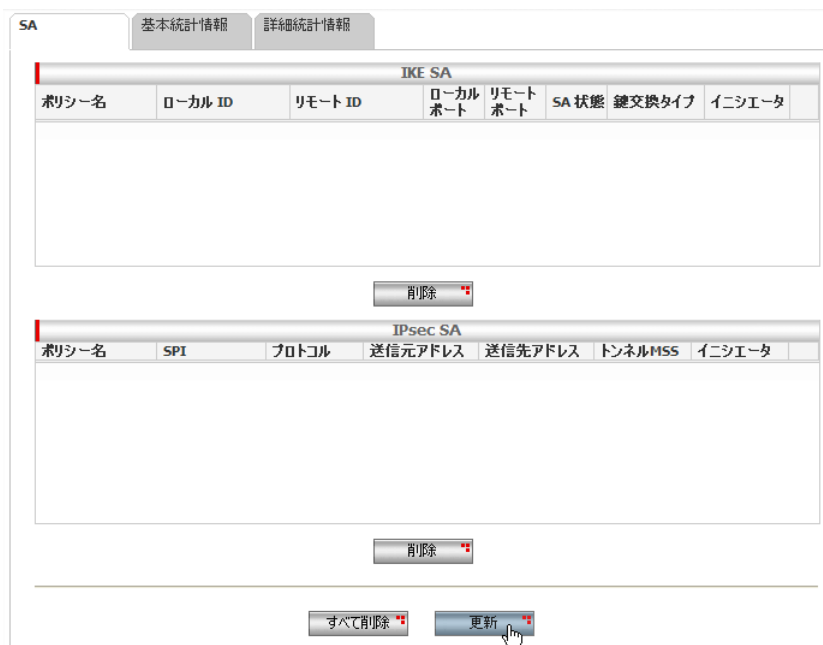 SA 基本統計情報 詳細統計情報
IKE SA
ポリシー名 ローカル ID リモート ID ローカルポート リモートポート SA 状態 鍵交換タイプ イニシエータ
削除
IPsec SA
ポリシー名 SPI プロトコル 送信元アドレス 送信先アドレス トンネルMSS イニシエータ
削除
すべて削除 更新